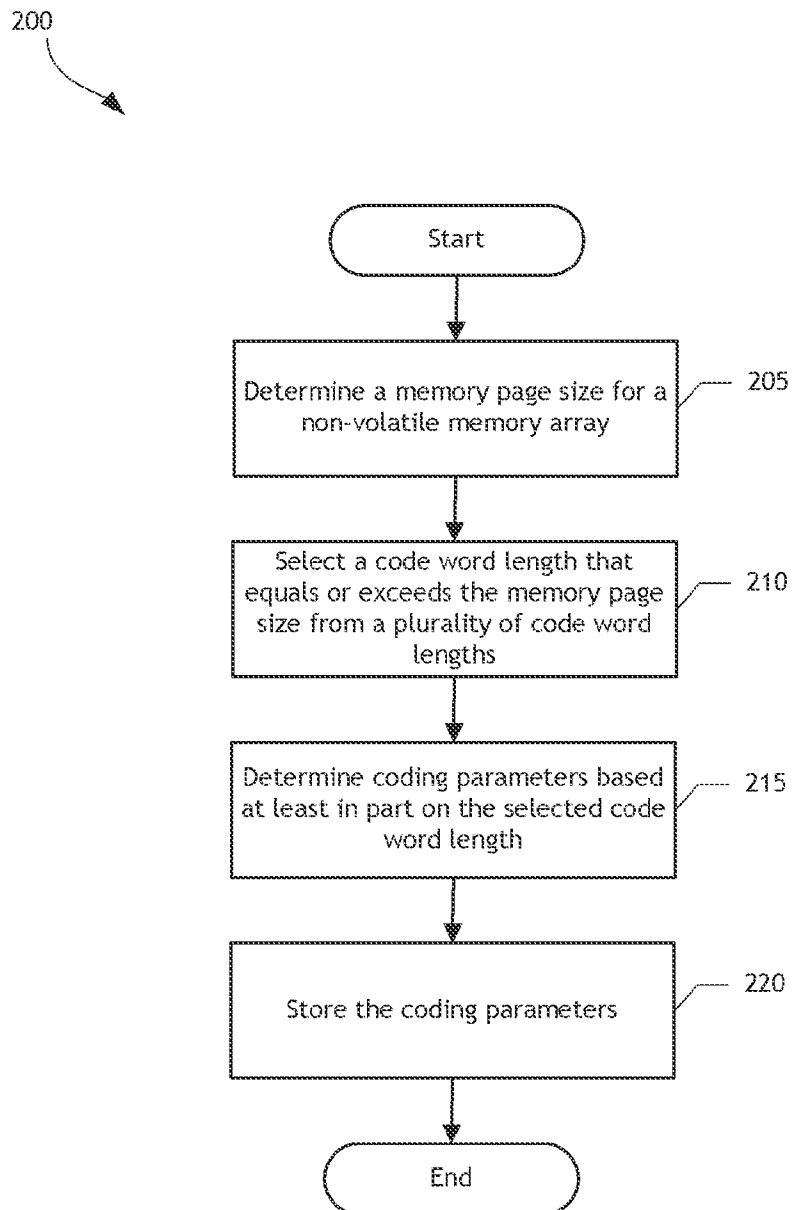 200
Start
Determine a memory page size for a
non-volatile memory array
205
Select a code word length that
equals or exceeds the memory page
size from a plurality of code word
lengths
210
Determine coding parameters based
at least in part on the selected code
word length
215
Store the coding parameters
220
End